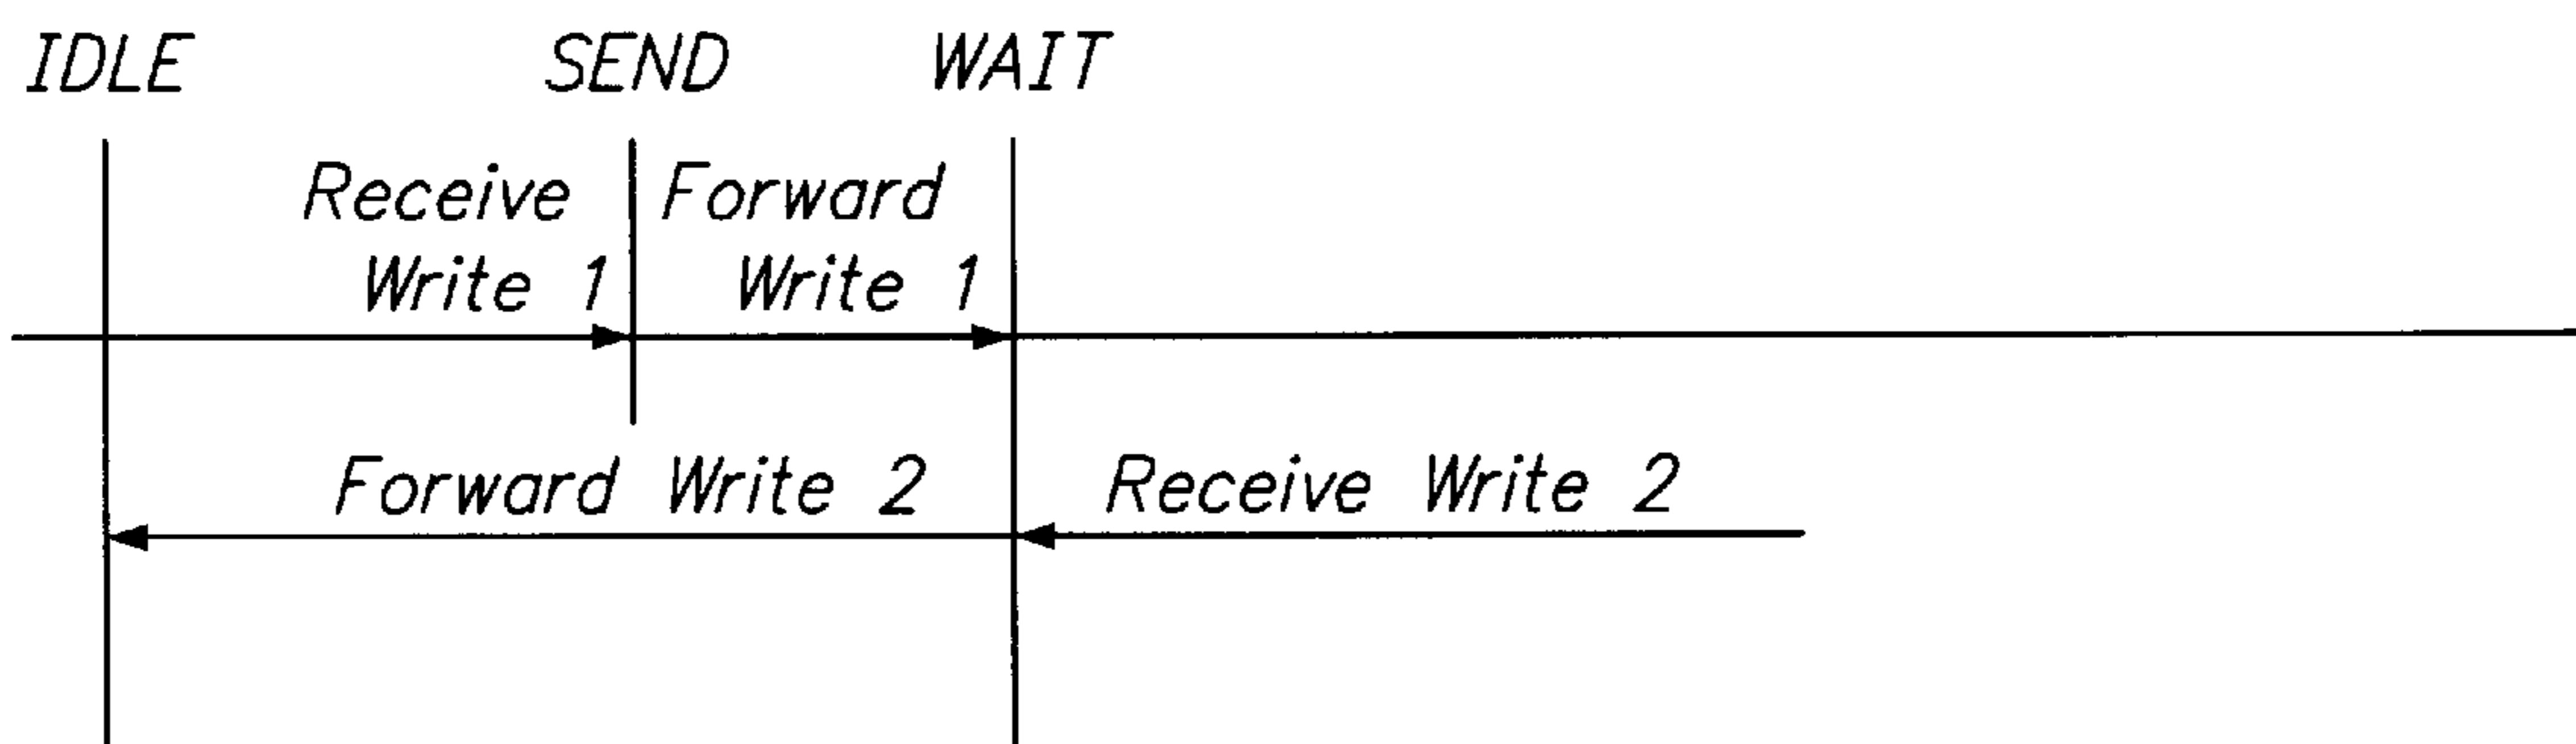 IDLE SEND WAIT
Receive Forward
Write 1 Write 1
Forward Write 2 Receive Write 2